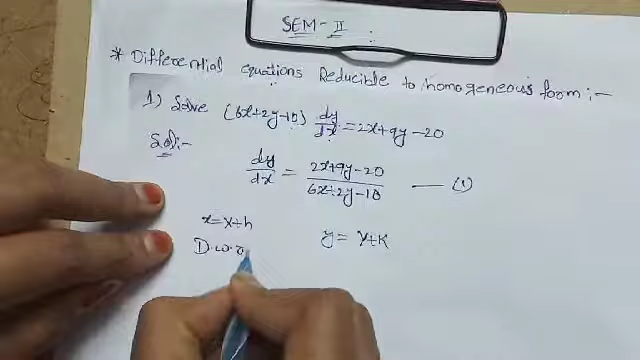 SEM - II :
* Differential equations Reducible to homogeneous form :-
1) Solve (6x+2y-10) dy/dx = 2x+9y-20
Sol:-
dy/dx = 2x+9y-20/6x+2y-10 —— (1)
x = X+h y = Y+K
D.w.r